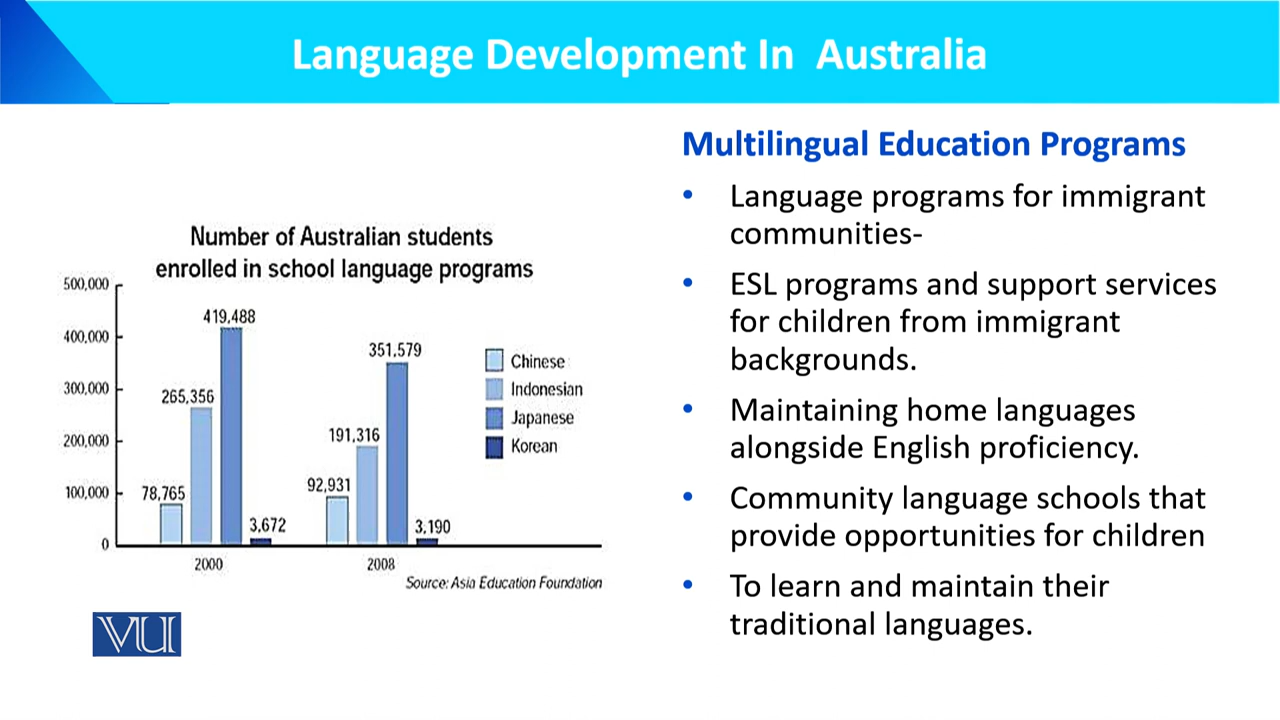 Language Development In Australia
Number of Australian students
enrolled in school language programs
500,000
400,000
300,000
200,000
100,000
0
78,765
265,356
419,488
3,672
92,931
191,316
351,579
3,190
2000
2008
Chinese
Indonesian
Japanese
Korean
Source: Asia Education Foundation
VU
Multilingual Education Programs
• Language programs for immigrant
communities-
• ESL programs and support services
for children from immigrant
backgrounds.
• Maintaining home languages
alongside English proficiency.
• Community language schools that
provide opportunities for children
• To learn and maintain their
traditional languages.